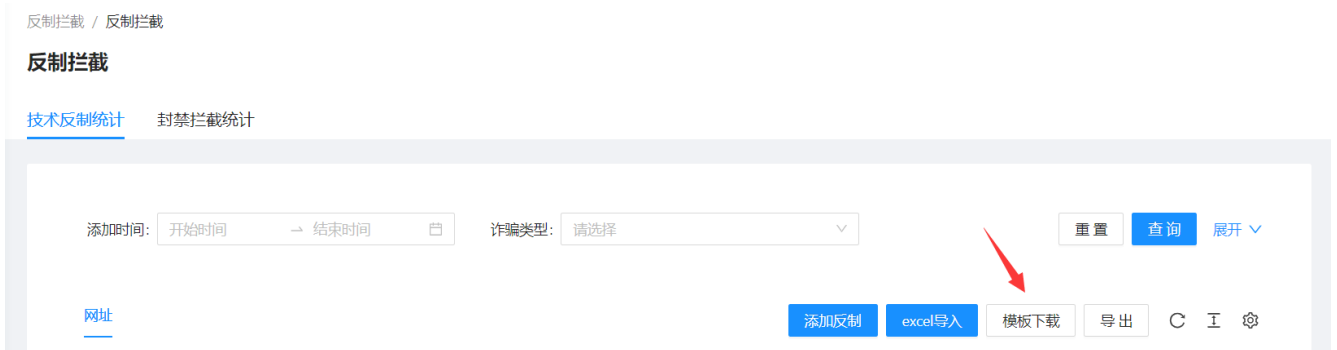 反制拦截 / 反制拦截
反制拦截
技术反制统计 封禁拦截统计
添加时间: 开始时间 → 结束时间 诈骗类型: 请选择 重置 查询 展开
网址 添加反制 excel导入 模板下载 导出